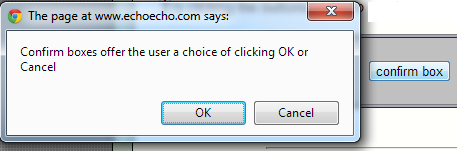 The page at www.echoecho.com says:
Confirm boxes offer the user a choice of clicking OK or
Cancel
confirm box
OK
Cancel